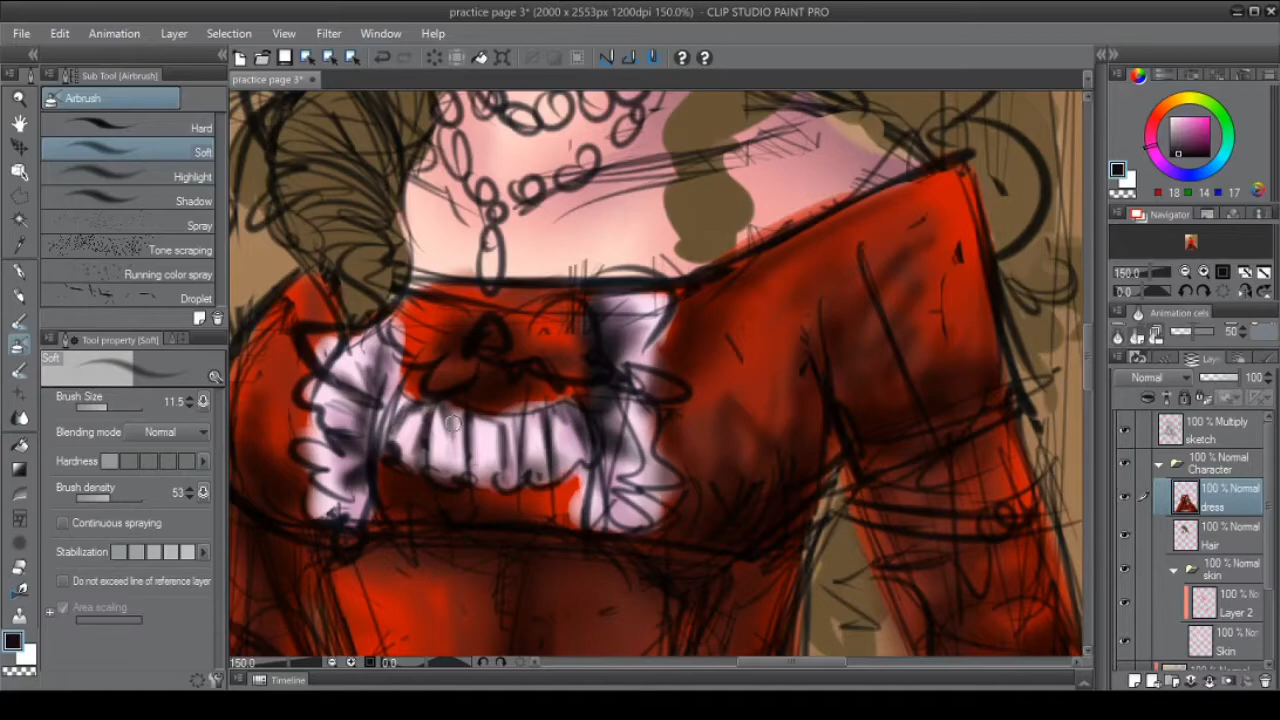 practice page 3* (2000 x 2553px 1200dpi 150.0%) - CLIP STUDIO PAINT PRO
File Edit Animation Layer Selection View Filter Window Help
Sub Tool [Airbrush]
practice page 3*
Airbrush
Hard
Soft
Highlight
Shadow
Spray
Tone scraping
Running color spray
Droplet
Tool property [Soft]
Soft
Brush Size 11.5
Blending mode Normal
Hardness
Brush density 53
Continuous spraying
Stabilization
Do not exceed line of reference layer
Area scaling
150.0 0.0
Timeline
18 14 17
Navigator
150.0
0.0
Animation cels
50
Laye
Normal 100
100 % Multiply
sketch
100 % Normal
Character
100 % Normal
dress
100 % Normal
Hair
100 % Normal
skin
100 % No
Layer 2
100 % Nor
Skin